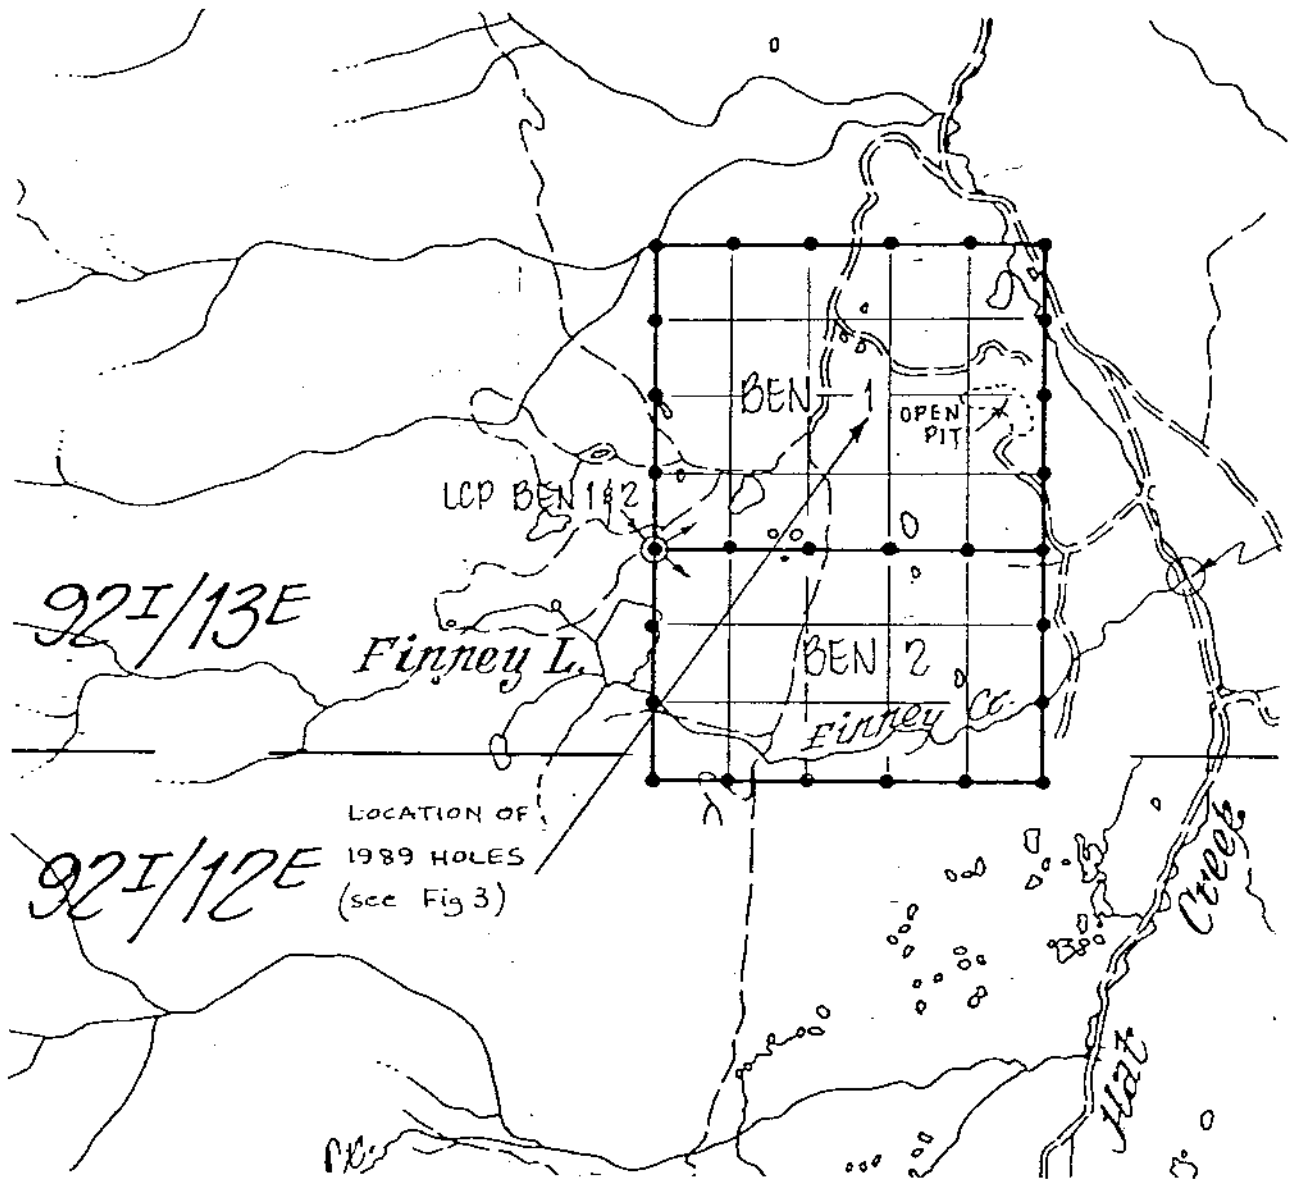 BEN - 1
OPEN
PIT
LCP BEN 1 & 2
92I/13E
Finney L.
BEN 2
Finney Cr.
LOCATION OF
1989 HOLES
(see Fig 3)
92I/12E
Hat Creek